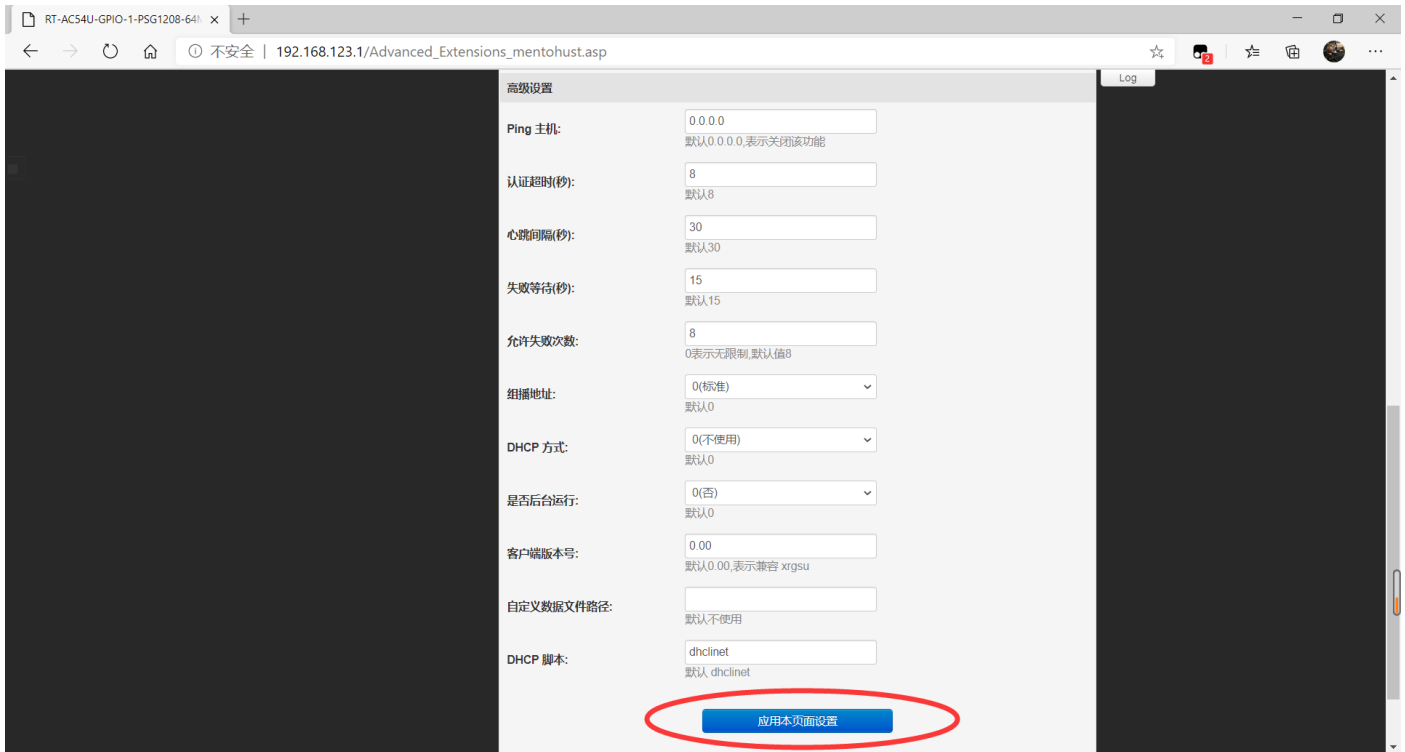 RT-AC54U-GPIO-1-PSG1208-64
不安全 | 192.168.123.1/Advanced_Extensions_mentohust.asp
2
Log
高级设置
Ping 主机:
0.0.0.0
默认0.0.0.0,表示关闭该功能
认证超时(秒):
8
默认8
心跳间隔(秒):
30
默认30
失败等待(秒):
15
默认15
允许失败次数:
8
0表示无限制,默认值8
组播地址:
0(标准)
默认0
DHCP 方式:
0(不使用)
默认0
是否后台运行:
0(否)
默认0
客户端版本号:
0.00
默认0.00,表示兼容 xrgsu
自定义数据文件路径:
默认不使用
DHCP 脚本:
dhclinet
默认 dhclinet
应用本页面设置